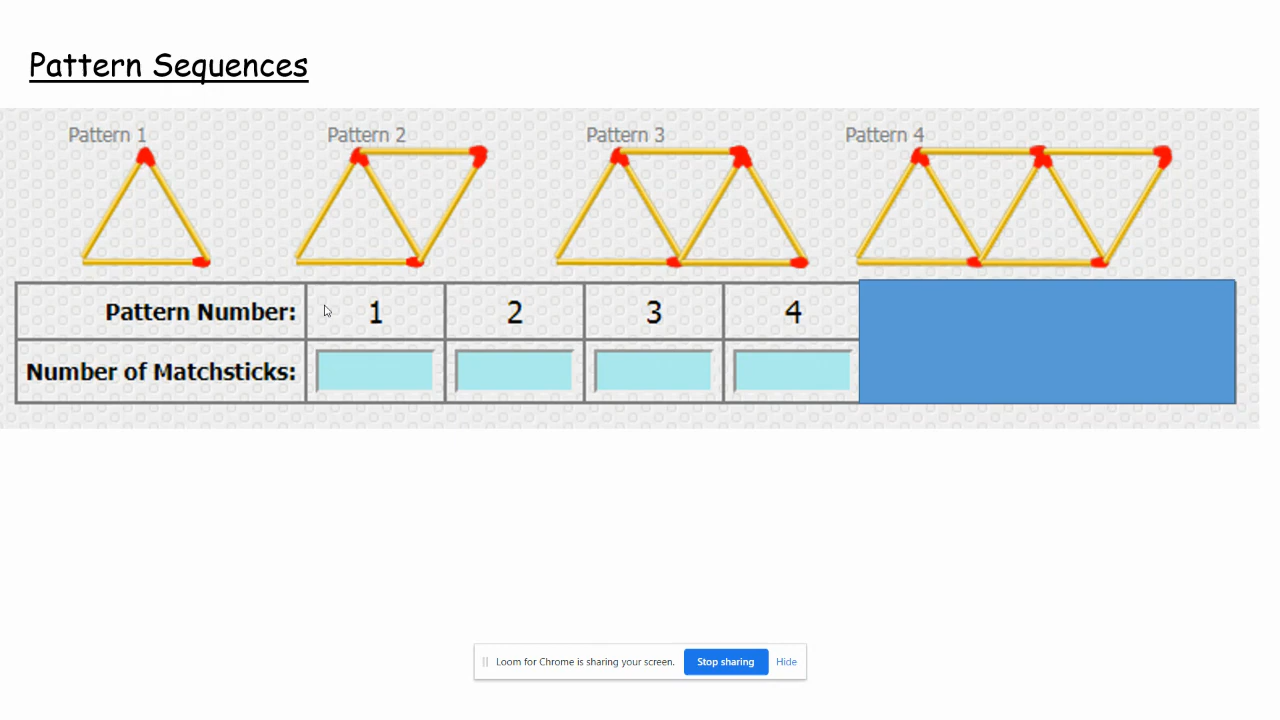 Pattern Sequences
Pattern 1 Pattern 2 Pattern 3 Pattern 4
Pattern Number: 1 2 3 4
Number of Matchsticks:
Loom for Chrome is sharing your screen. Stop sharing Hide